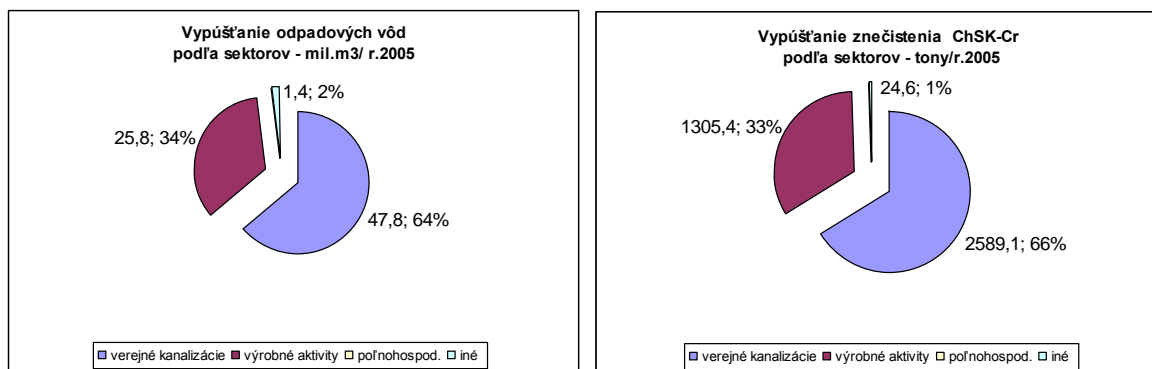 Vypúšťanie odpadových vôd
podľa sektorov - mil.m3/ r.2005
1,4; 2%
25,8; 34%
47,8; 64%
verejné kanalizácie výrobné aktivity poľnohospod. iné
Vypúšťanie znečistenia ChSK-Cr
podľa sektorov - tony/r.2005
24,6; 1%
1305,4; 33%
2589,1; 66%
verejné kanalizácie výrobné aktivity poľnohospod. iné